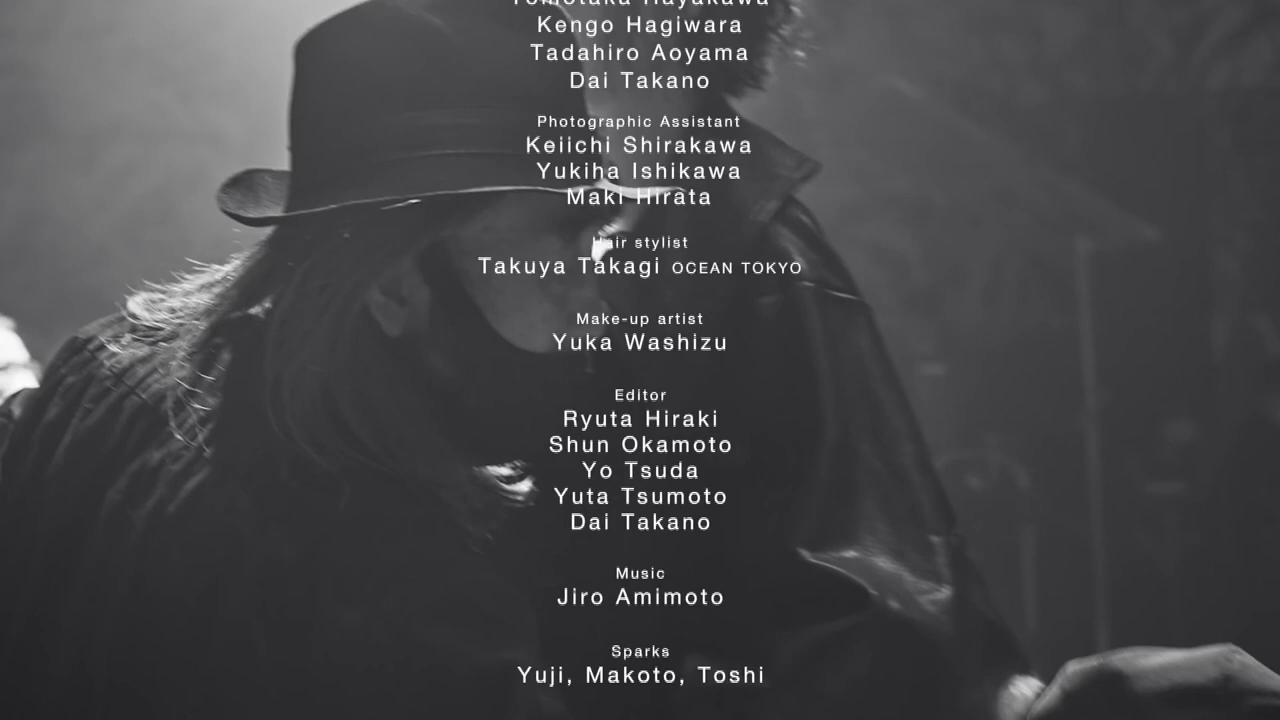 Tomotaka Hayakawa
Kengo Hagiwara
Tadahiro Aoyama
Dai Takano
Photographic Assistant
Keiichi Shirakawa
Yukiha Ishikawa
Maki Hirata
Hair stylist
Takuya Takagi OCEAN TOKYO
Make-up artist
Yuka Washizu
Editor
Ryuta Hiraki
Shun Okamoto
Yo Tsuda
Yuta Tsumoto
Dai Takano
Music
Jiro Amimoto
Sparks
Yuji, Makoto, Toshi